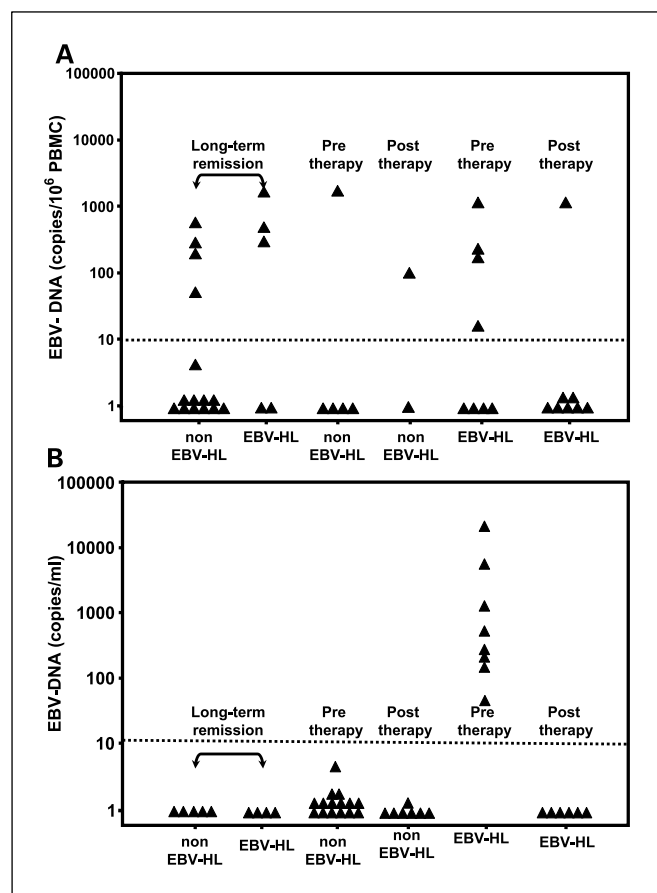 A
EBV- DNA (copies/10⁶ PBMC)
100000
10000
1000
100
10
1
Long-term
remission
Pre
therapy
Post
therapy
Pre
therapy
Post
therapy
non
EBV-HL
EBV-HL
non
EBV-HL
non
EBV-HL
EBV-HL
EBV-HL
B
EBV-DNA (copies/ml)
100000
10000
1000
100
10
1
Long-term
remission
Pre
therapy
Post
therapy
Pre
therapy
Post
therapy
non
EBV-HL
EBV-HL
non
EBV-HL
non
EBV-HL
EBV-HL
EBV-HL